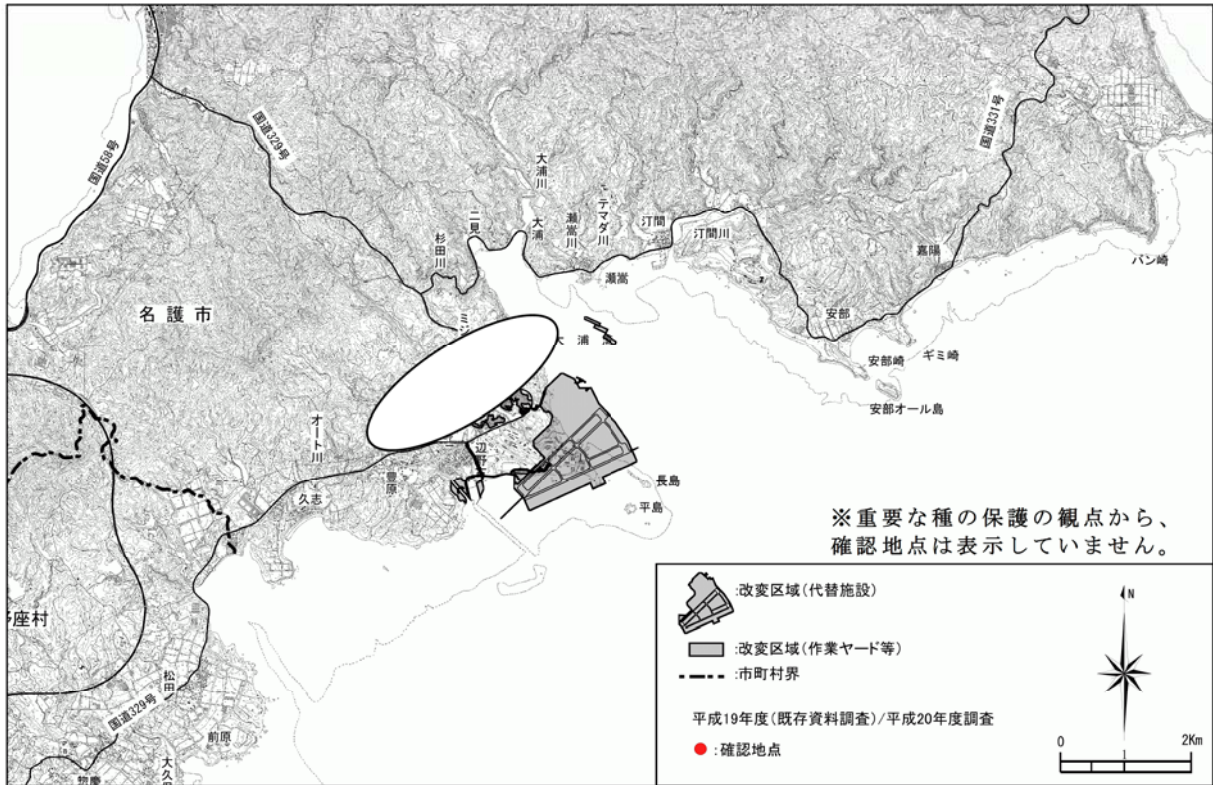 国道58号
国道329号
国道331号
大浦川
大浦
二見
杉田川
瀬嵩川
テマダ川
汀間
汀間川
瀬嵩
嘉陽
バン崎
安部
安部崎
ギミ崎
安部オール島
名護市
大浦
オート川
辺野
豊原
久志
長島
平島
松田
国道329号
前原
惣慶
※重要な種の保護の観点から、
確認地点は表示していません。
:改変区域(代替施設)
:改変区域(作業ヤード等)
:市町村界
平成19年度(既存資料調査)/平成20年度調査
:確認地点
N
0 1 2Km